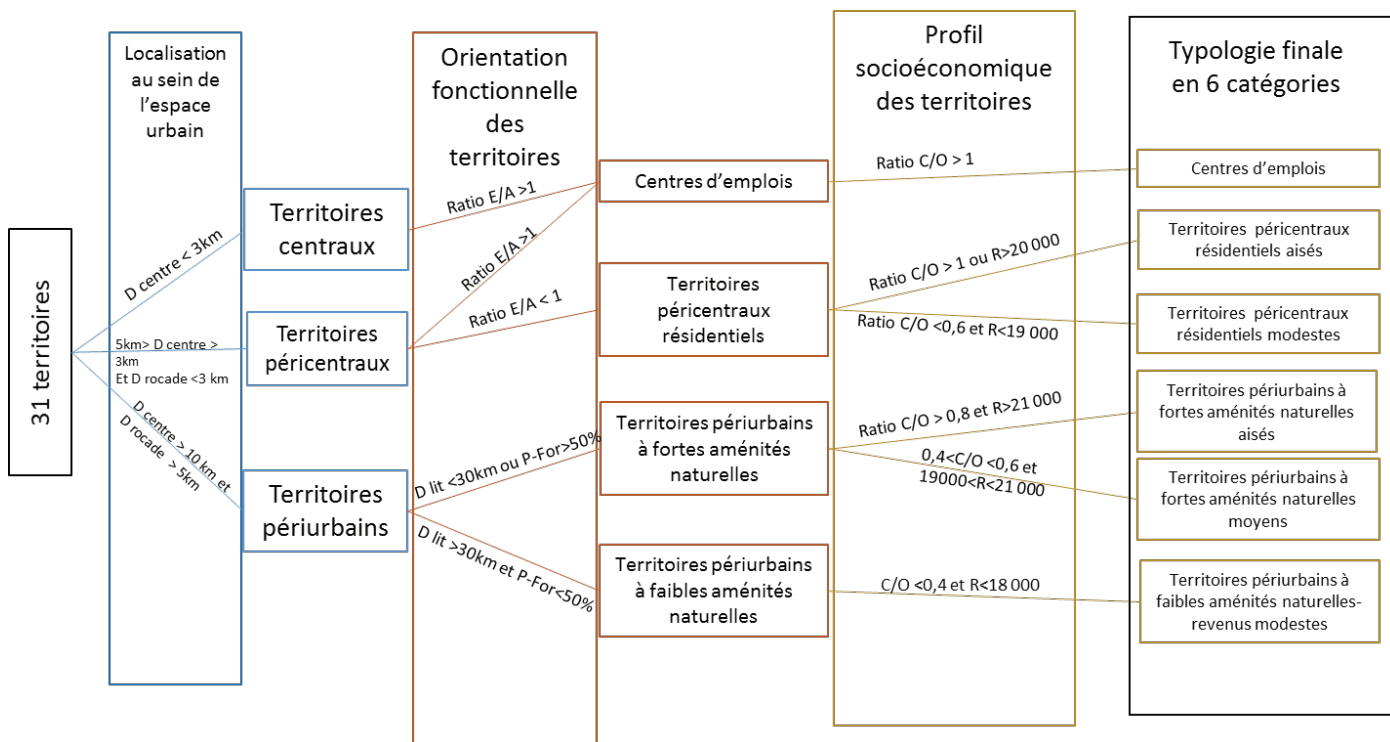 31 territoires
Localisation
au sein de
l’espace
urbain
D centre < 3km
5km> D centre >
3km
Et D rocade <3 km
D centre > 10 km et
D rocade > 5km
Territoires
centraux
Territoires
péricentraux
Territoires
périurbains
Orientation
fonctionnelle
des
territoires
Ratio E/A >1
Ratio E/A >1
Ratio E/A < 1
D lit <30km ou P-For>50%
D lit >30km et P-For<50%
Centres d’emplois
Territoires
péricentraux
résidentiels
Territoires périurbains
à fortes aménités
naturelles
Territoires périurbains
à faibles aménités
naturelles
Profil
socioéconomique
des territoires
Ratio C/O > 1
Ratio C/O > 1 ou R>20 000
Ratio C/O <0,6 et R<19 000
Ratio C/O > 0,8 et R>21 000
0,4<C/O <0,6 et
19000<R<21 000
C/O <0,4 et R<18 000
Typologie finale
en 6 catégories
Centres d’emplois
Territoires péricentraux
résidentiels aisés
Territoires péricentraux
résidentiels modestes
Territoires périurbains à
fortes aménités naturelles
aisés
Territoires périurbains à
fortes aménités naturelles
moyens
Territoires périurbains à
faibles aménités naturelles-
revenus modestes